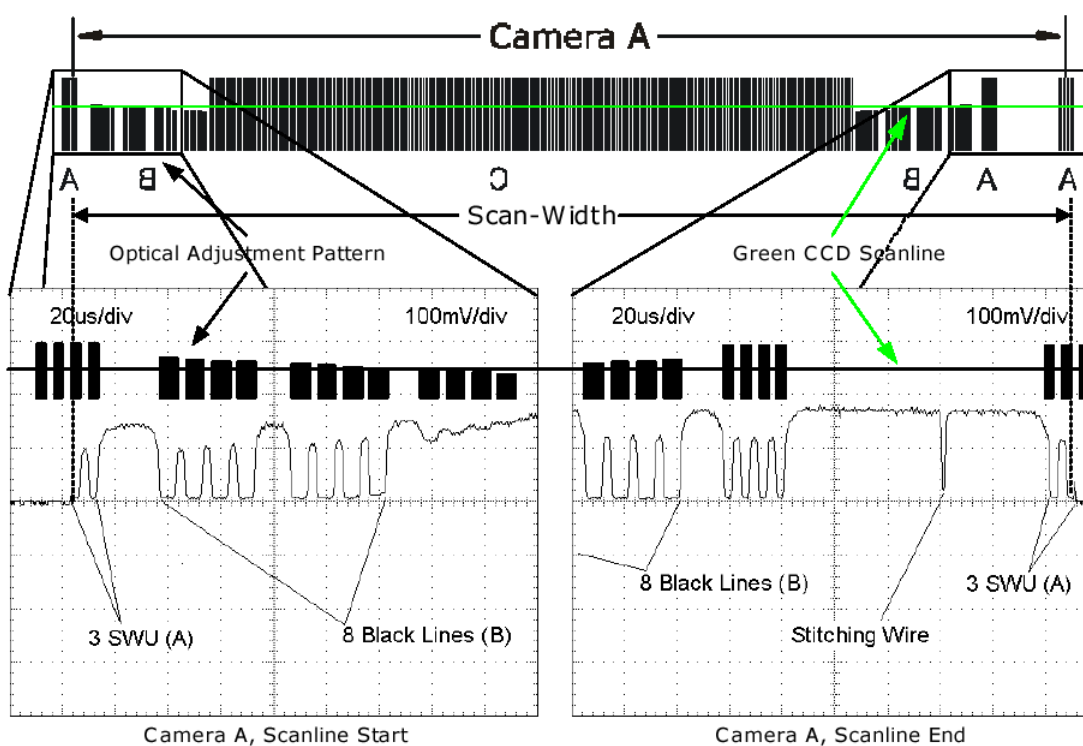 Camera A
A B C B A A
Scan-Width
Optical Adjustment Pattern
Green CCD Scanline
20us/div 100mV/div
20us/div 100mV/div
3 SWU (A)
8 Black Lines (B)
8 Black Lines (B)
3 SWU (A)
Stitching Wire
Camera A, Scanline Start
Camera A, Scanline End